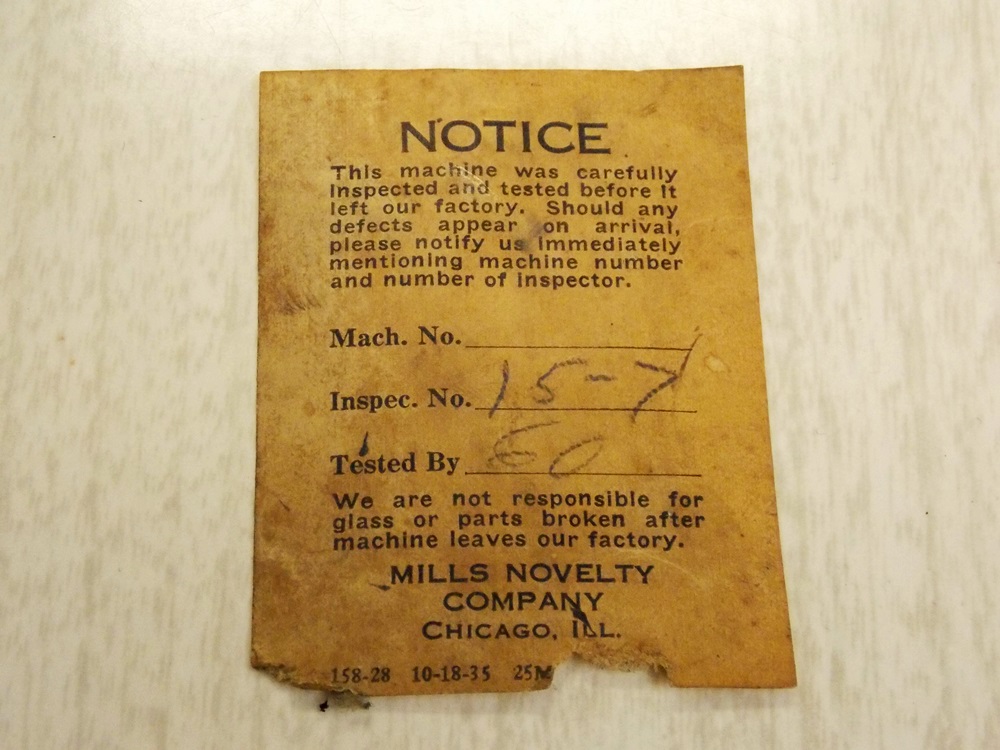 NOTICE
This machine was carefully
inspected and tested before it
left our factory. Should any
defects appear on arrival,
please notify us immediately
mentioning machine number
and number of inspector.
Mach. No.
Inspec. No. 15-7
Tested By 60
We are not responsible for
glass or parts broken after
machine leaves our factory.
MILLS NOVELTY
COMPANY
CHICAGO, ILL.
158-28 10-18-35 25M